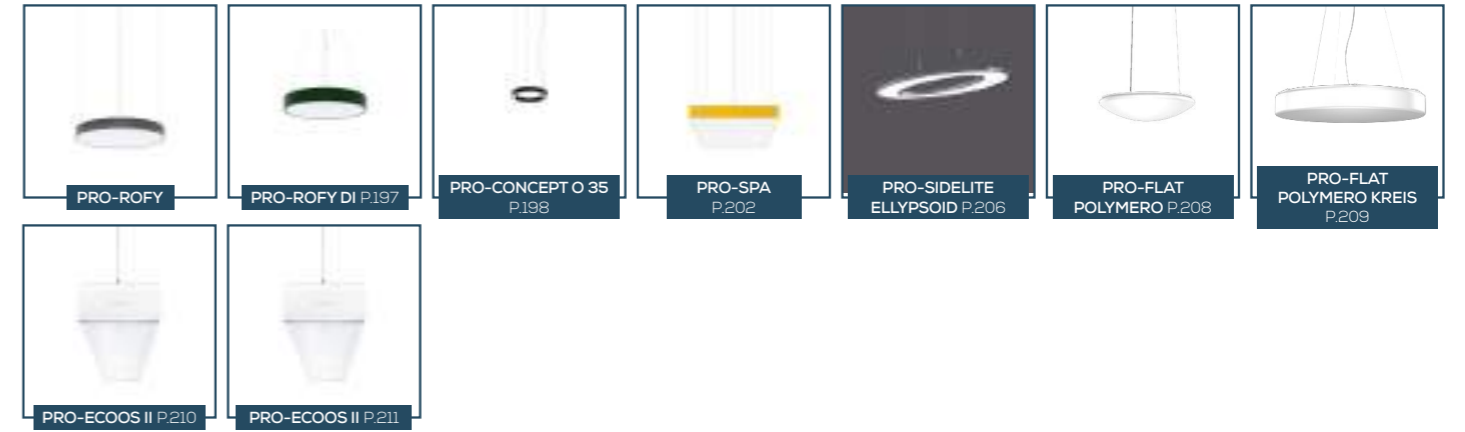 PRO-ROFY
PRO-ROFY DI P.197
PRO-CONCEPT O 35
P.198
PRO-SPA
P.202
PRO-SIDELITE
ELLYPSOID P.206
PRO-FLAT
POLYMERO P.208
PRO-FLAT
POLYMERO KREIS
P.209
PRO-ECOOS II P.210
PRO-ECOOS II P.211